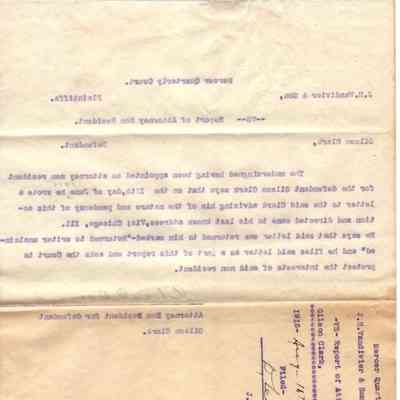 Mercer Quarterly Court.
J.H.Vandivier & Son, Plaintiffs.
--VS-- Report of Attorney Non Resident.
Gilson Clark, Defendant.
The undersigned having been appointed an attorney non resident
for the defendant Gilson Clark says that on the 11th,day,of June he wrote a
letter to the said Clark advising him of the nature and pendency of this ac-
tion and directed same to his last known address,Viz; Chicago, Ill.
He says that said letter was returned to him marked-"Returned to writer unclaim-
ed" and he files said letter as a part of this report and asks the Court to
protect the interests of said non resident.
Attorney Non Resident for defendant
Gilson Clark.
Mercer Quar
J.H.Vandivier & Son
-VS- Report of Att
Gilson Clark,
Filed-
1915-
J.